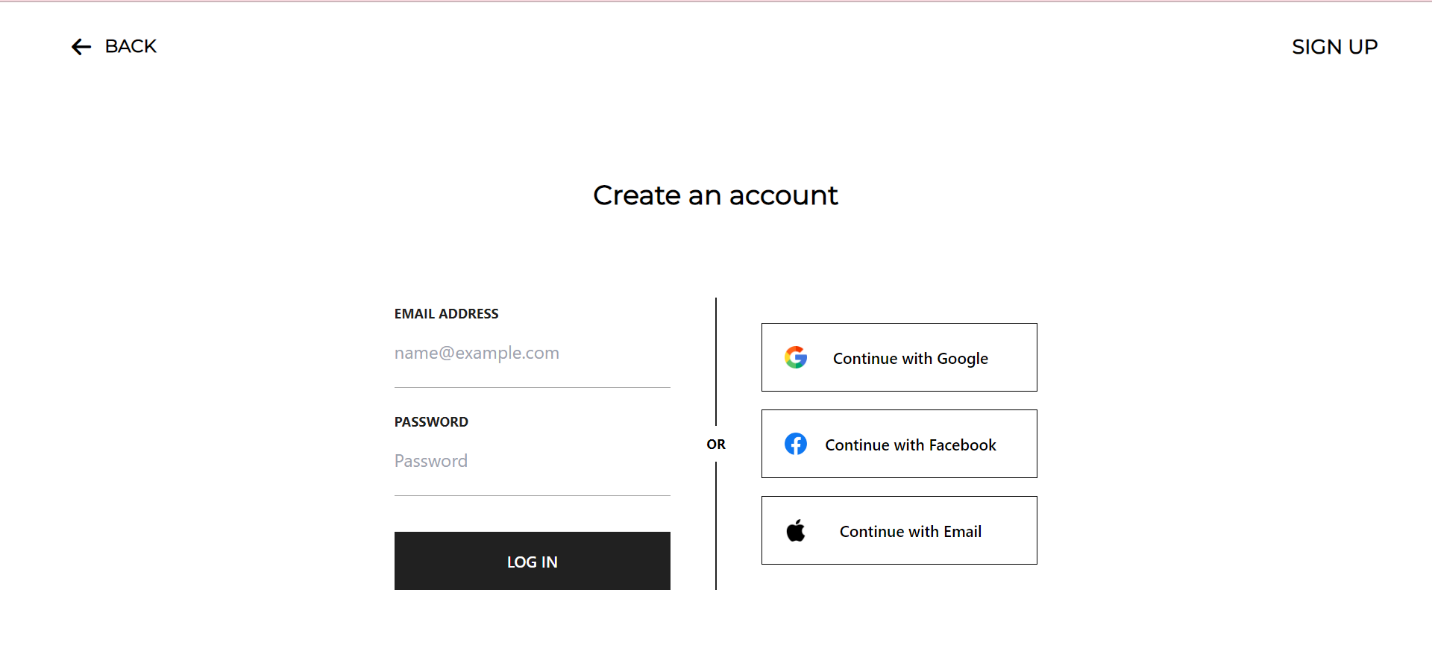 BACK
SIGN UP
Create an account
EMAIL ADDRESS
name@example.com
PASSWORD
Password
LOG IN
OR
Continue with Google
Continue with Facebook
Continue with Email